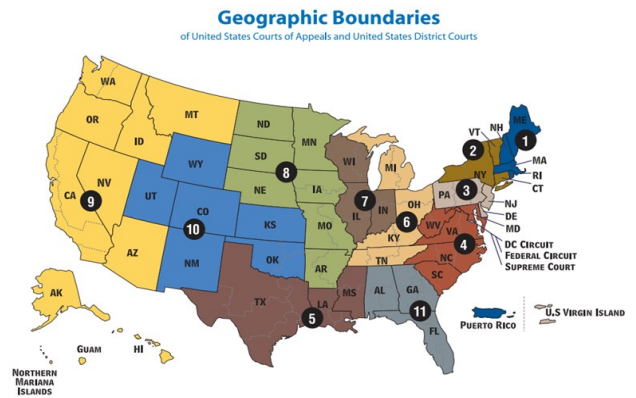 Geographic Boundaries
of United States Courts of Appeals and United States District Courts
WA
MT
ND
MN
VT
NH
ME
1
OR
ID
WY
SD
WI
MI
2
NY
MA
RI
CT
8
NE
IA
NV
UT
CA
9
CO
10
KS
MO
7
IL
IN
OH
6
PA
3
NJ
DE
MD
WV
VA
4
KY
DC CIRCUIT
FEDERAL CIRCUIT
SUPREME COURT
AZ
NM
OK
AR
TN
NC
SC
AK
TX
LA
5
MS
AL
GA
11
FL
PUERTO RICO
U.S VIRGIN ISLAND
GUAM
HI
NORTHERN
MARIANA
ISLANDS